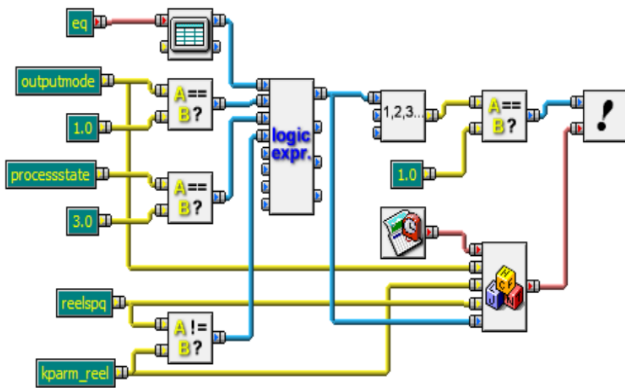 eq
outputmode
A==
B?
1.0
logic
expr.
1,2,3...
A==
B?
!
processstate
A==
B?
3.0
1.0
reelspq
A !=
B?
kparm_reel